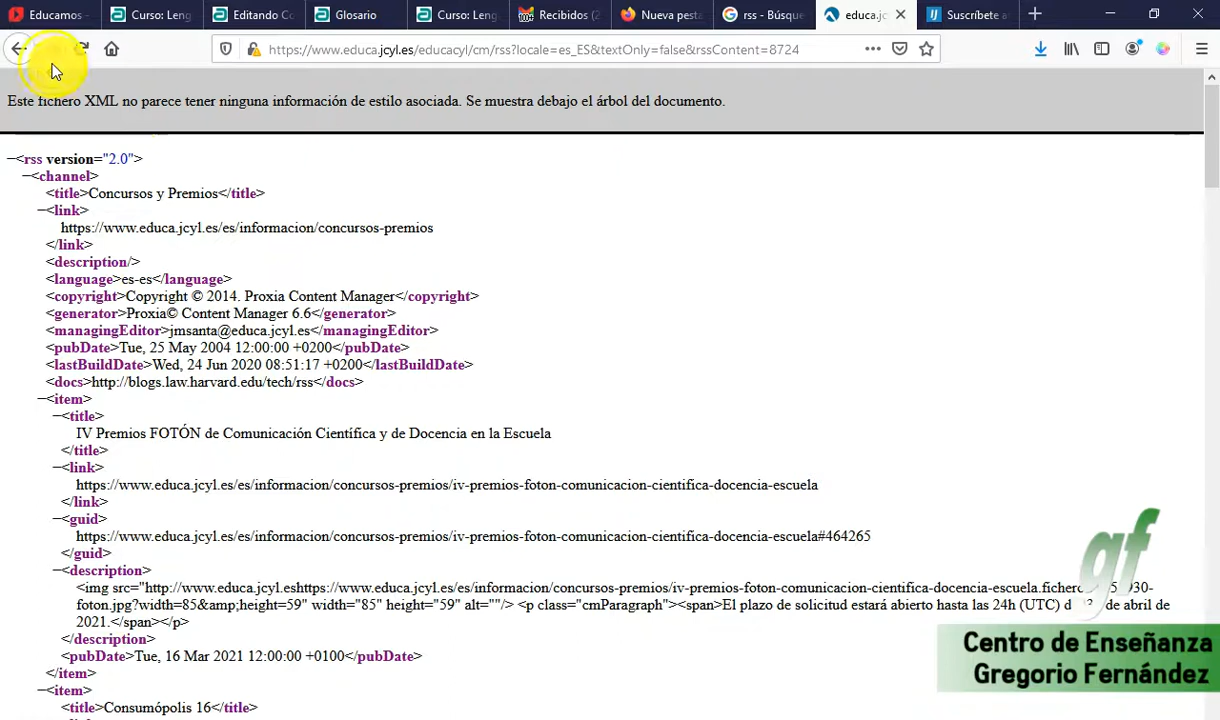 Educamos
Curso: Leng
Editando Co
Glosario
Curso: Leng
Recibidos (2
Nueva pesta
rss - Búsque
educa.jc
Suscríbete a
https://www.educa.jcyl.es/educacyl/cm/rss?locale=es_ES&textOnly=false&rssContent=8724
Este fichero XML no parece tener ninguna información de estilo asociada. Se muestra debajo el árbol del documento.
—<rss version="2.0">
—<channel>
<title>Concursos y Premios</title>
—<link>
https://www.educa.jcyl.es/es/informacion/concursos-premios
</link>
<description/>
<language>es-es</language>
<copyright>Copyright © 2014. Proxia Content Manager</copyright>
<generator>Proxia© Content Manager 6.6</generator>
<managingEditor>jmsanta@educa.jcyl.es</managingEditor>
<pubDate>Tue, 25 May 2004 12:00:00 +0200</pubDate>
<lastBuildDate>Wed, 24 Jun 2020 08:51:17 +0200</lastBuildDate>
<docs>http://blogs.law.harvard.edu/tech/rss</docs>
—<item>
—<title>
IV Premios FOTÓN de Comunicación Científica y de Docencia en la Escuela
</title>
—<link>
https://www.educa.jcyl.es/es/informacion/concursos-premios/iv-premios-foton-comunicacion-cientifica-docencia-escuela
</link>
—<guid>
https://www.educa.jcyl.es/es/informacion/concursos-premios/iv-premios-foton-comunicacion-cientifica-docencia-escuela#464265
</guid>
—<description>
<img src="http://www.educa.jcyl.eshttps://www.educa.jcyl.es/es/informacion/concursos-premios/iv-premios-foton-comunicacion-cientifica-docencia-escuela.fichero
foton.jpg?width=85&amp;height=59" width="85" height="59" alt=""/> <p class="cmParagraph"><span>El plazo de solicitud estará abierto hasta las 24h (UTC) de abril de
2021.</span></p>
</description>
<pubDate>Tue, 16 Mar 2021 12:00:00 +0100</pubDate>
</item>
—<item>
<title>Consumópolis 16</title>
gf
Centro de Enseñanza
Gregorio Fernández